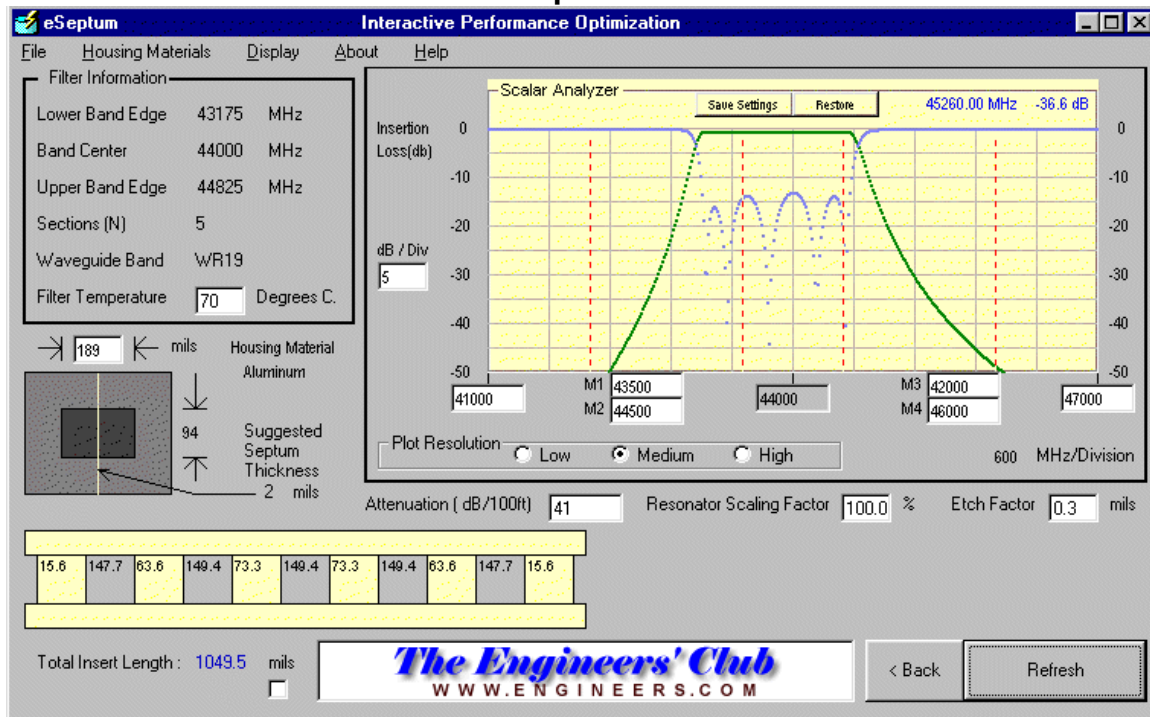 eSeptum Interactive Performance Optimization
File Housing Materials Display About Help
Filter Information
Lower Band Edge 43175 MHz
Band Center 44000 MHz
Upper Band Edge 44825 MHz
Sections (N) 5
Waveguide Band WR19
Filter Temperature 70 Degrees C.
189 mils Housing Material
Aluminum
94 Suggested
Septum
Thickness
2 mils
Scalar Analyzer
Save Settings Restore 45260.00 MHz -36.6 dB
Insertion
Loss(db)
dB / Div
5
0 0
-10 -10
-20 -20
-30 -30
-40 -40
-50 -50
41000 M1 43500 44000 M3 42000 47000
M2 44500 M4 46000
Plot Resolution Low Medium High 600 MHz/Division
Attenuation ( dB/100ft) 41 Resonator Scaling Factor 100.0 % Etch Factor 0.3 mils
15.6 147.7 63.6 149.4 73.3 149.4 73.3 149.4 63.6 147.7 15.6
Total Insert Length : 1049.5 mils
The Engineers' Club
WWW.ENGINEERS.COM
< Back Refresh